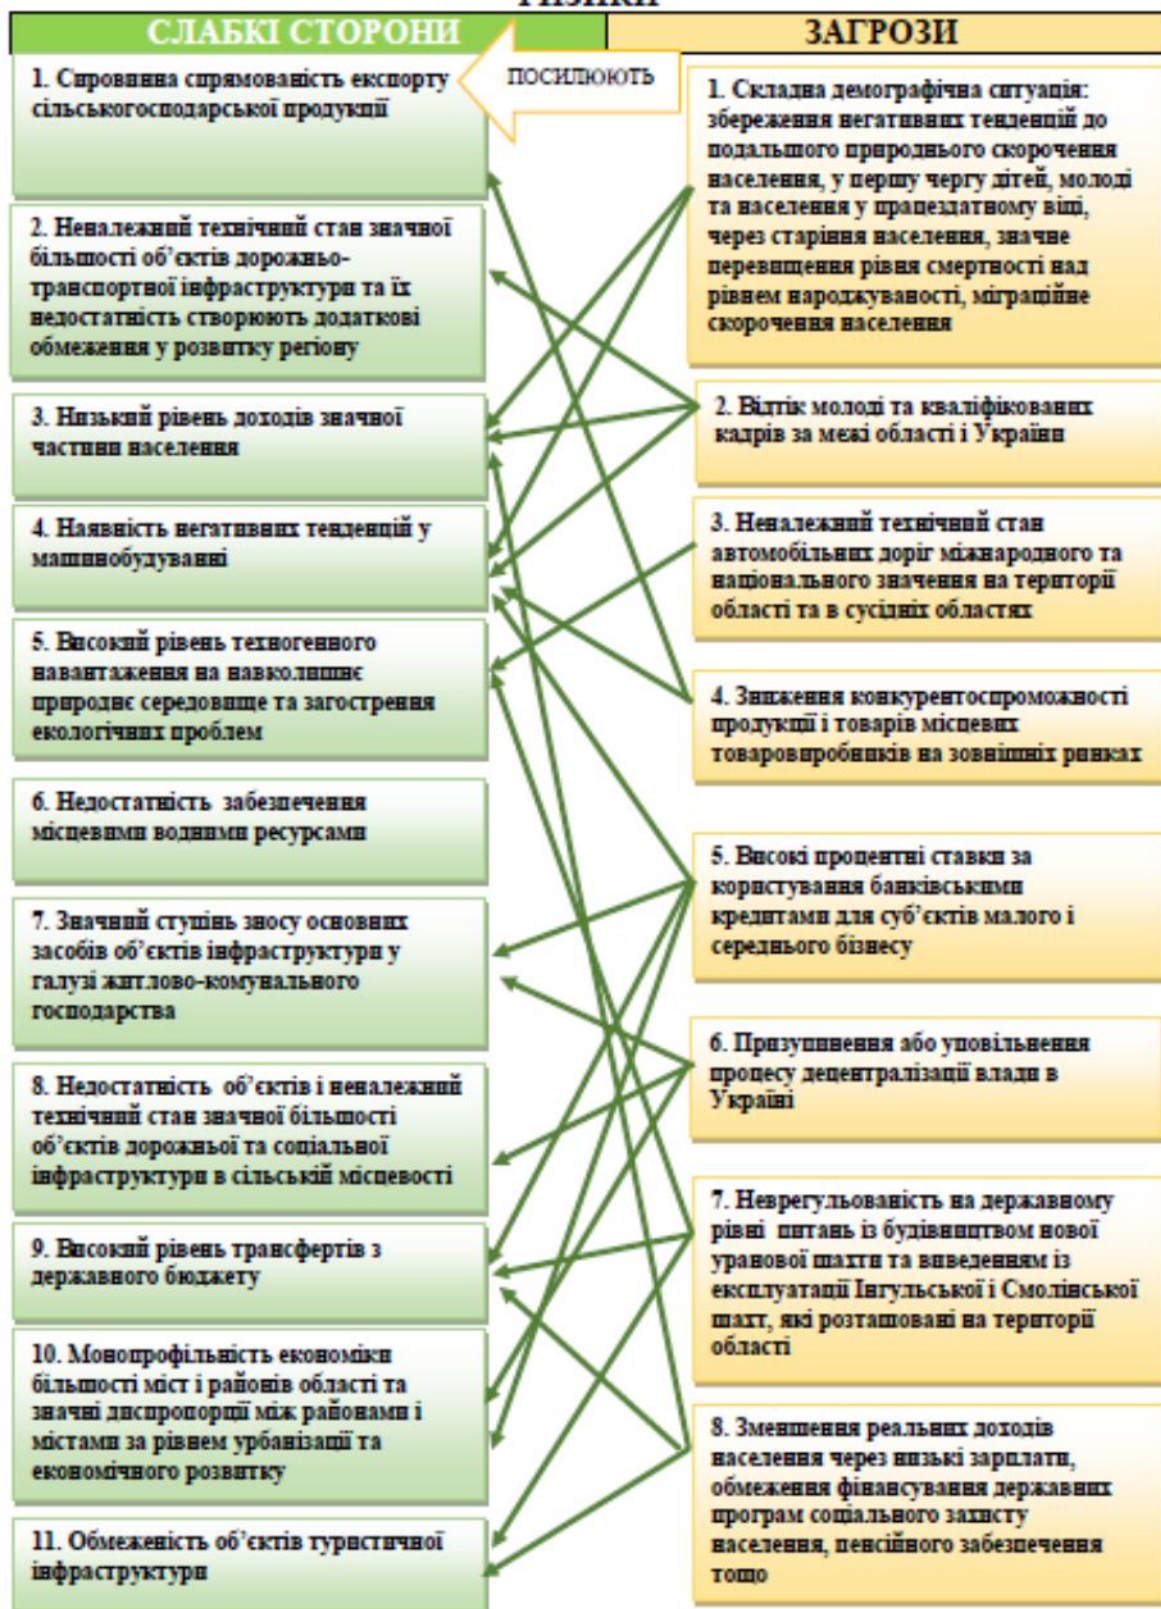 РИЗИКИ
СЛАБКІ СТОРОНИ
ЗАГРОЗИ
ПОСИЛЮЮТЬ
1. Сировинна спрямованість експорту
сільськогосподарської продукції
2. Неналежний технічний стан значної
більшості об’єктів дорожньо-
транспортної інфраструктури та їх
недостатність створюють додаткові
обмеження у розвитку регіону
3. Низький рівень доходів значної
частини населення
4. Наявність негативних тенденцій у
машинобудуванні
5. Високий рівень техногенного
навантаження на навколишнє
природнє середовище та загострення
екологічних проблем
6. Недостатність забезпечення
місцевими водними ресурсами
7. Значний ступінь зносу основних
засобів об’єктів інфраструктури у
галузі житлово-комунального
господарства
8. Недостатність об’єктів і неналежний
технічний стан значної більшості
об’єктів дорожньої та соціальної
інфраструктури в сільській місцевості
9. Високий рівень трансфертів з
державного бюджету
10. Монопрофільність економіки
більшості міст і районів області та
значні диспропорції між районами і
містами за рівнем урбанізації та
економічного розвитку
11. Обмеженість об’єктів туристичної
інфраструктури
1. Складна демографічна ситуація:
збереження негативних тенденцій до
подальшого природнього скорочення
населення, у першу чергу дітей, молоді
та населення у працездатному віці,
через старіння населення, значне
перевищення рівня смертності над
рівнем народжуваності, міграційне
скорочення населення
2. Відтік молоді та кваліфікованих
кадрів за межі області і України
3. Неналежний технічний стан
автомобільних доріг міжнародного та
національного значення на території
області та в сусідніх областях
4. Зниження конкурентоспроможності
продукції і товарів місцевих
товаровиробників на зовнішніх ринках
5. Високі процентні ставки за
користування банківськими
кредитами для суб’єктів малого і
середнього бізнесу
6. Призупинення або уповільнення
процесу децентралізації влади в
Україні
7. Неврегульованість на державному
рівні питань із будівництвом нової
уранової шахти та виведенням із
експлуатації Інгульської і Смолінської
шахт, які розташовані на території
області
8. Зменшення реальних доходів
населення через низькі зарплати,
обмеження фінансування державних
програм соціального захисту
населення, пенсійного забезпечення
тощо